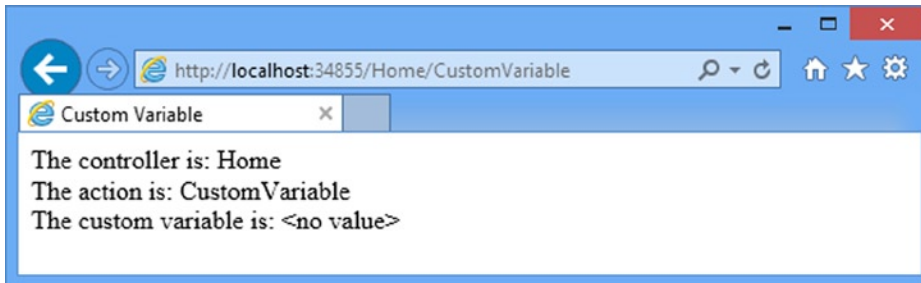 http://localhost:34855/Home/CustomVariable
Custom Variable
The controller is: Home
The action is: CustomVariable
The custom variable is: <no value>